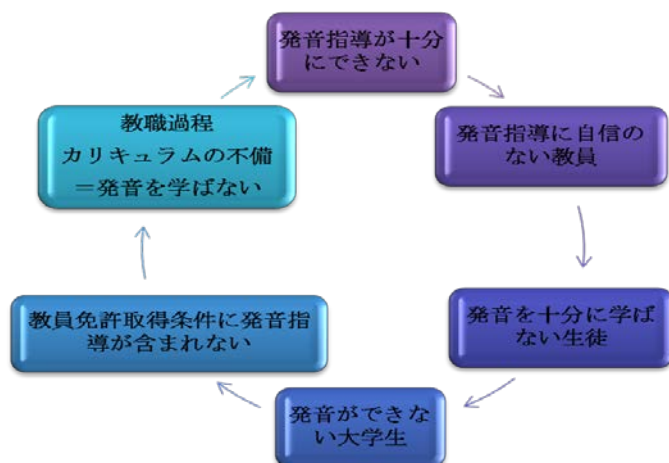 発音指導が十分
にできない
発音指導に自信の
ない教員
発音を十分に学ば
ない生徒
発音ができな
い大学生
教員免許取得条件に発音指
導が含まれない
教職過程
カリキュラムの不備
＝発音を学ばない